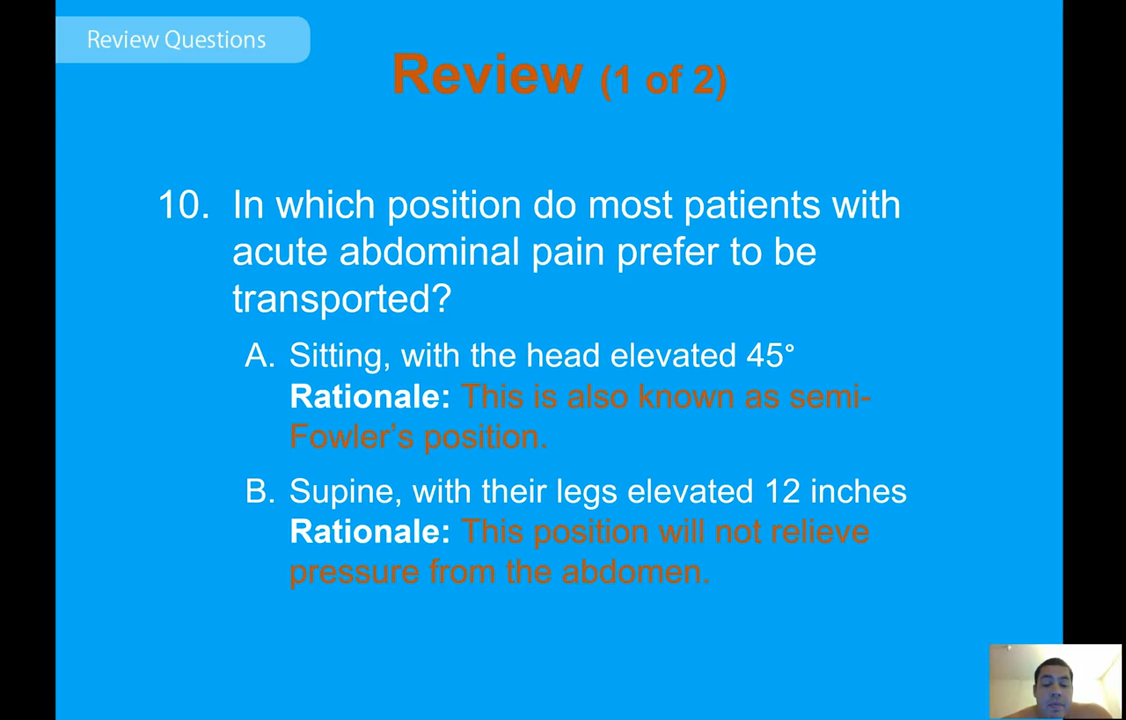 Review Questions
Review (1 of 2)
10. In which position do most patients with
acute abdominal pain prefer to be
transported?
A. Sitting, with the head elevated 45°
Rationale: This is also known as semi-
Fowler’s position.
B. Supine, with their legs elevated 12 inches
Rationale: This position will not relieve
pressure from the abdomen.